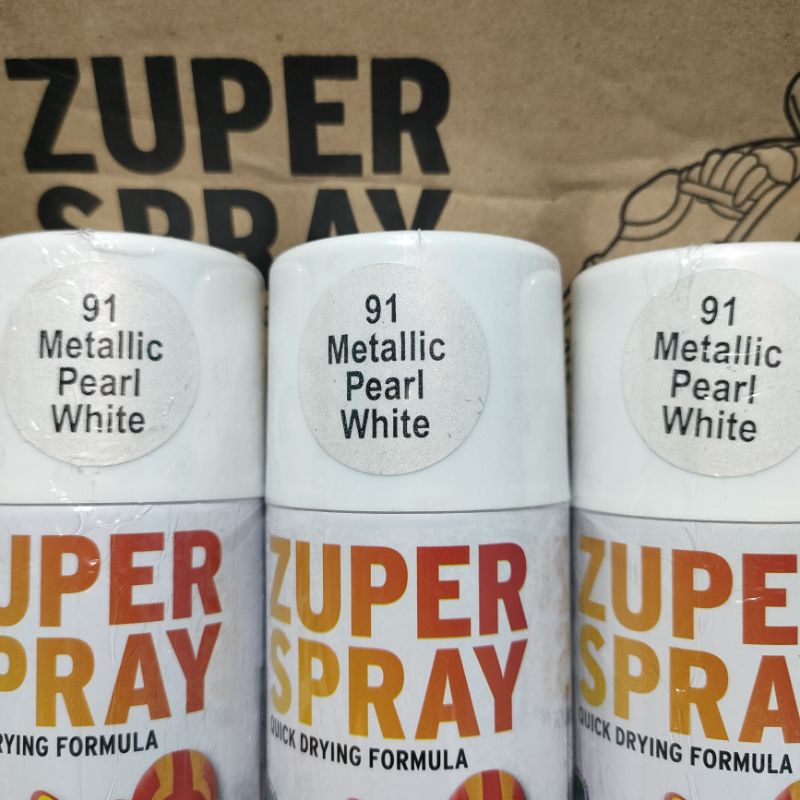 ZUPER
SPRAY
91
Metallic
Pearl
White
UPER
PRAY
RYING FORMULA
91
Metallic
Pearl
White
ZUPER
SPRAY
QUICK DRYING FORMULA
91
Metallic
Pearl
White
ZUPE
SPRA
QUICK DRYING FORMULA